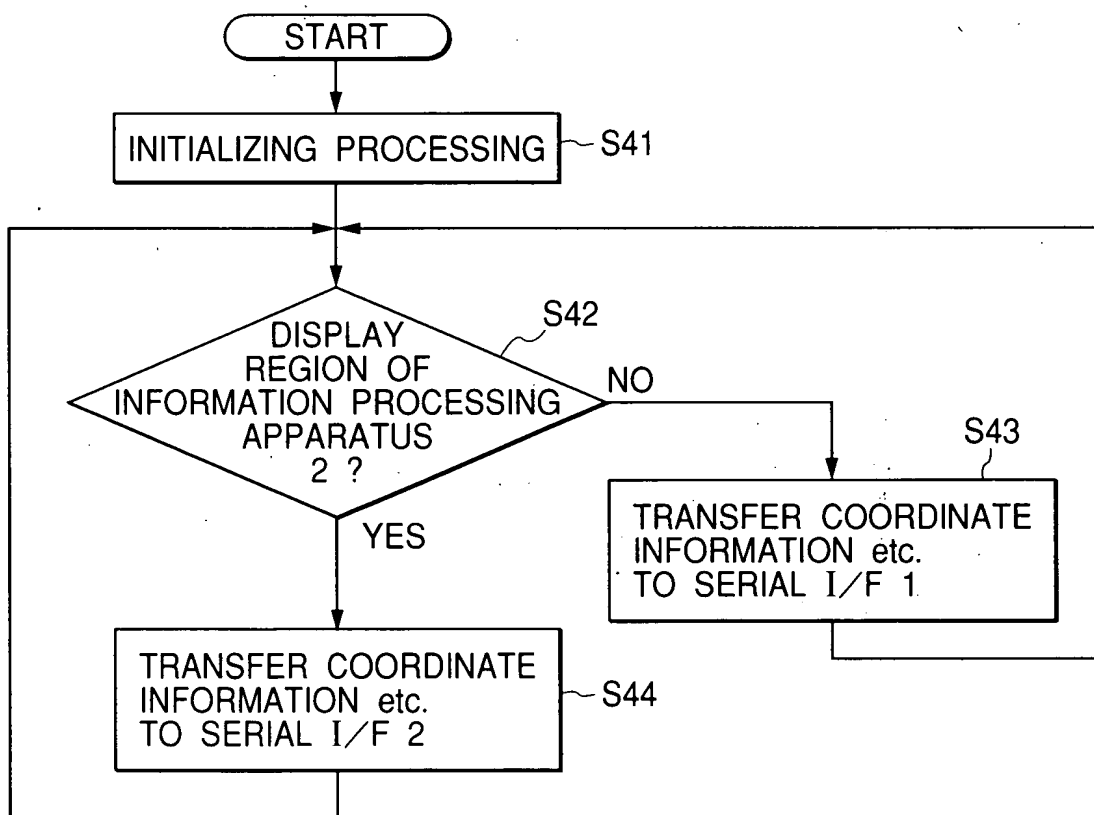 START
INITIALIZING PROCESSING
S41
S42
DISPLAY
REGION OF
INFORMATION PROCESSING
APPARATUS
2 ?
NO
YES
S43
TRANSFER COORDINATE
INFORMATION etc.
TO SERIAL I/F 1
TRANSFER COORDINATE
INFORMATION etc.
TO SERIAL I/F 2
S44